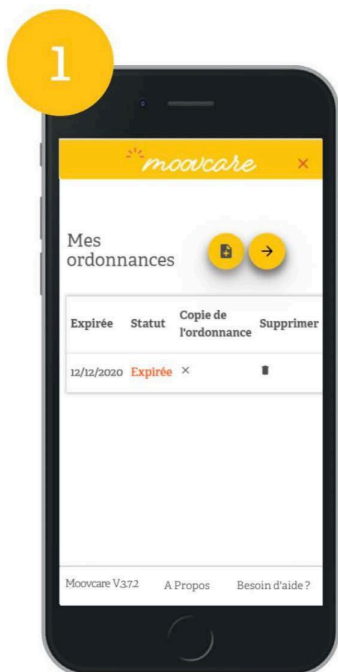 1
moovcare
Mes
ordonnances
Expirée Statut Copie de l'ordonnance Supprimer
12/12/2020 Expirée ×
Moovcare V.3.7.2 A Propos Besoin d'aide ?